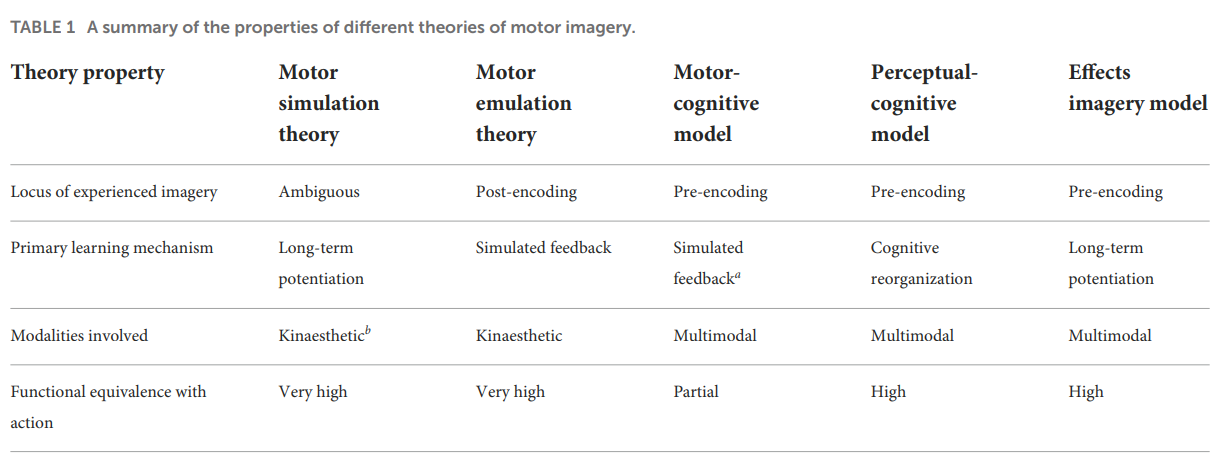 TABLE 1 A summary of the properties of different theories of motor imagery.
Theory property Motor simulation theory Motor emulation theory Motor-cognitive model Perceptual-cognitive model Effects imagery model
Locus of experienced imagery Ambiguous Post-encoding Pre-encoding Pre-encoding Pre-encoding
Primary learning mechanism Long-term potentiation Simulated feedback Simulated feedbacka Cognitive reorganization Long-term potentiation
Modalities involved Kinaestheticb Kinaesthetic Multimodal Multimodal Multimodal
Functional equivalence with action Very high Very high Partial High High